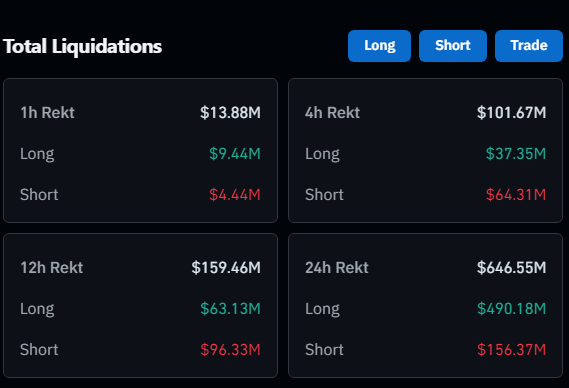 Total Liquidations Long Short Trade
1h Rekt $13.88M
Long $9.44M
Short $4.44M
4h Rekt $101.67M
Long $37.35M
Short $64.31M
12h Rekt $159.46M
Long $63.13M
Short $96.33M
24h Rekt $646.55M
Long $490.18M
Short $156.37M